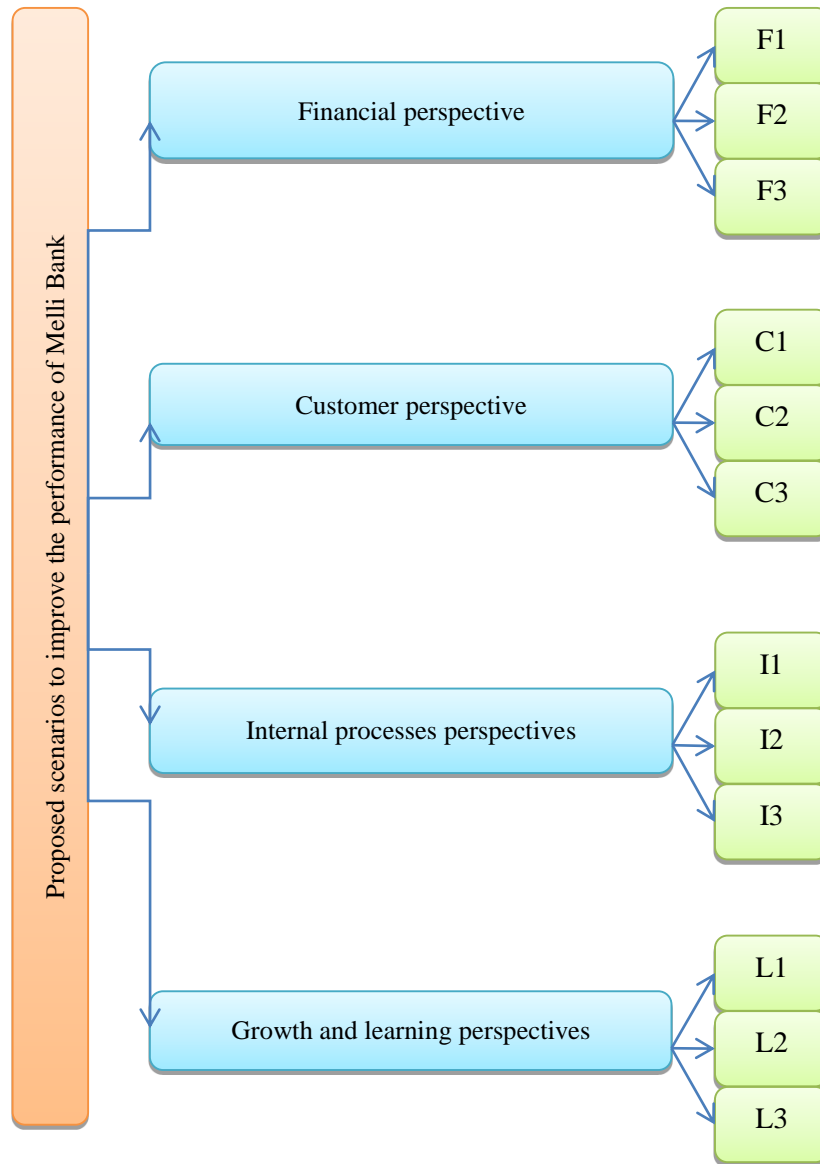 Proposed scenarios to improve the performance of Melli Bank
Financial perspective
F1
F2
F3
Customer perspective
C1
C2
C3
Internal processes perspectives
I1
I2
I3
Growth and learning perspectives
L1
L2
L3